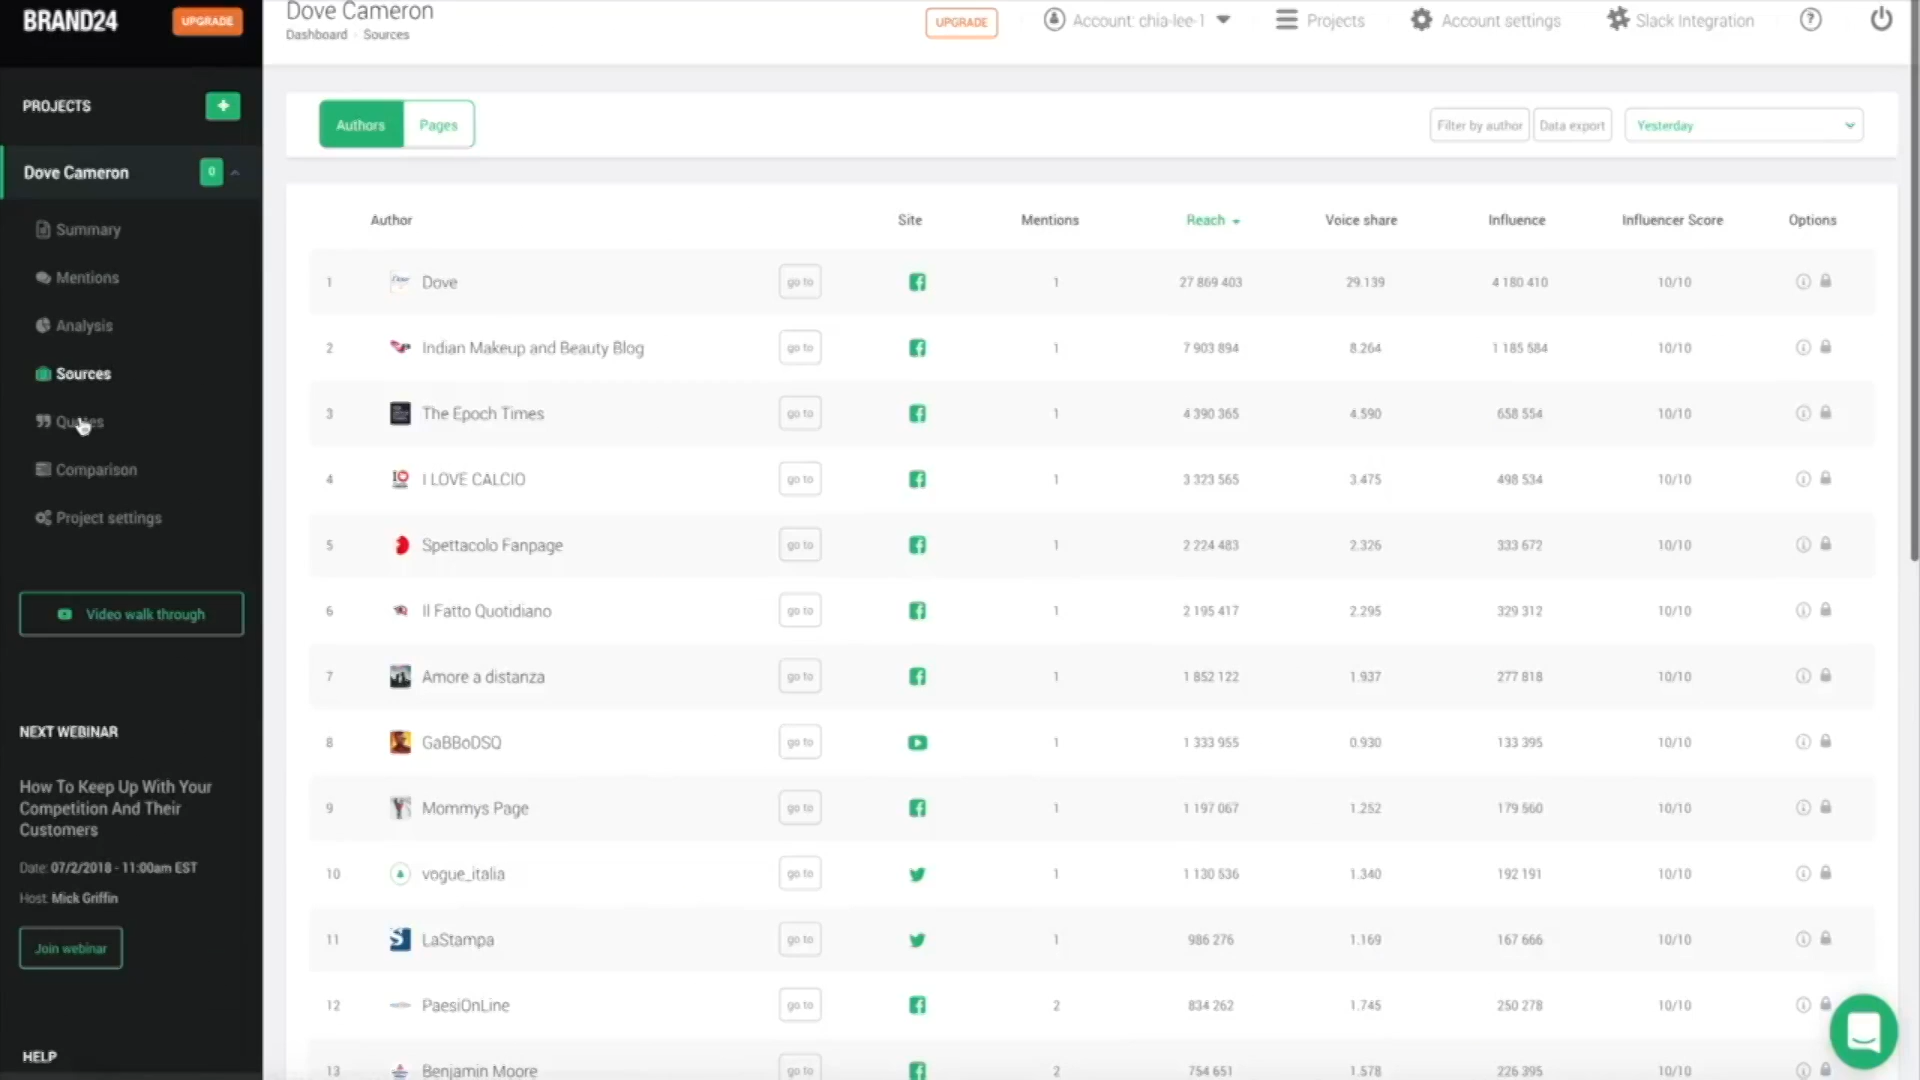 BRAND24
UPGRADE
Dove Cameron
Dashboard Sources
UPGRADE
Account: chia-lee-1
Projects
Account settings
Slack Integration
?
PROJECTS
+
Dove Cameron
0
Summary
Mentions
Analysis
Sources
Quotes
Comparison
Project settings
Video walk through
NEXT WEBINAR
How To Keep Up With Your
Competition And Their
Customers
Date: 07/2/2018 - 11:00am EST
Host: Mick Griffin
Join webinar
HELP
Authors Pages
Filter by author Data export Yesterday
Author Site Mentions Reach Voice share Influence Influencer Score Options
1 Dove go to 1 27 869 403 29.139 4 180 410 10/10
2 Indian Makeup and Beauty Blog go to 1 7 903 894 8.264 1 185 584 10/10
3 The Epoch Times go to 1 4 390 365 4.590 658 554 10/10
4 I LOVE CALCIO go to 1 3 323 565 3.475 498 534 10/10
5 Spettacolo Fanpage go to 1 2 224 483 2.326 333 672 10/10
6 Il Fatto Quotidiano go to 1 2 195 417 2.295 329 312 10/10
7 Amore a distanza go to 1 1 852 122 1.937 277 818 10/10
8 GaBBoDSQ go to 1 1 333 955 0.930 133 395 10/10
9 Mommys Page go to 1 1 197 067 1.252 179 560 10/10
10 vogue_italia go to 1 1 130 536 1.340 192 191 10/10
11 LaStampa go to 1 986 276 1.169 167 666 10/10
12 PaesiOnLine go to 2 834 262 1.745 250 278 10/10
13 Benjamin Moore go to 2 754 651 1.578 226 395 10/10